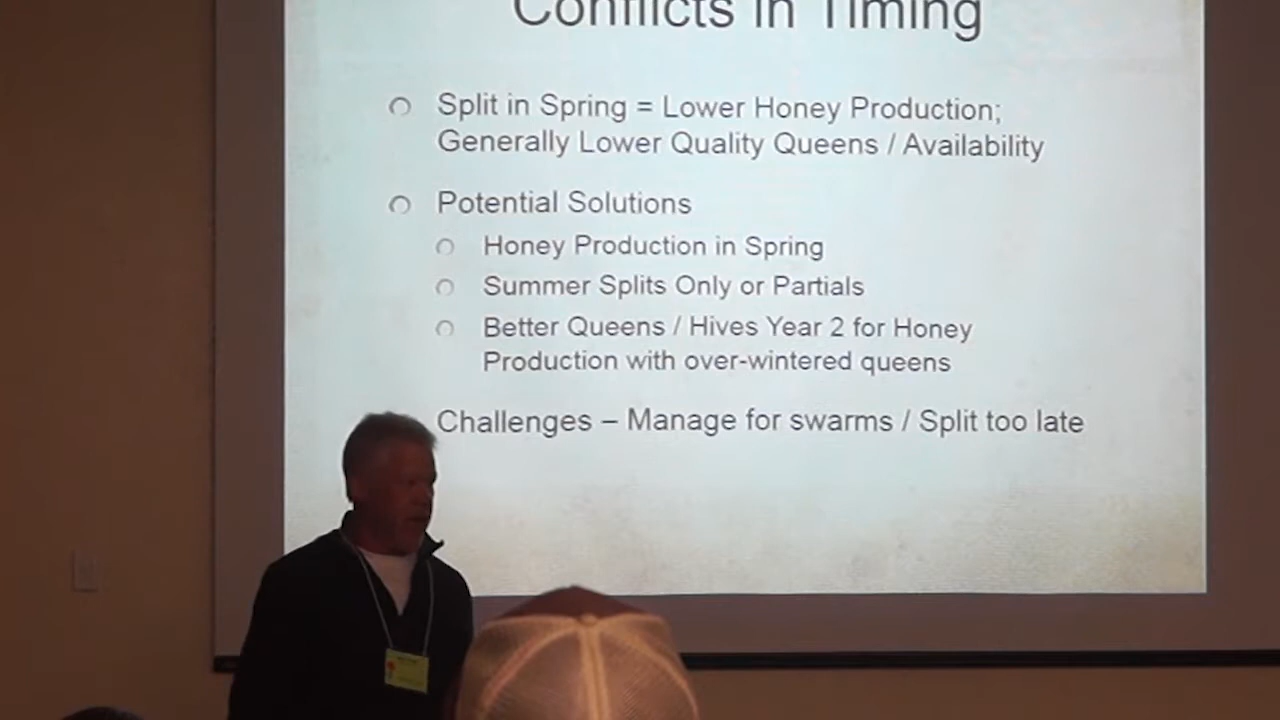 Conflicts in Timing
Split in Spring = Lower Honey Production;
Generally Lower Quality Queens / Availability
Potential Solutions
Honey Production in Spring
Summer Splits Only or Partials
Better Queens / Hives Year 2 for Honey
Production with over-wintered queens
Challenges – Manage for swarms / Split too late